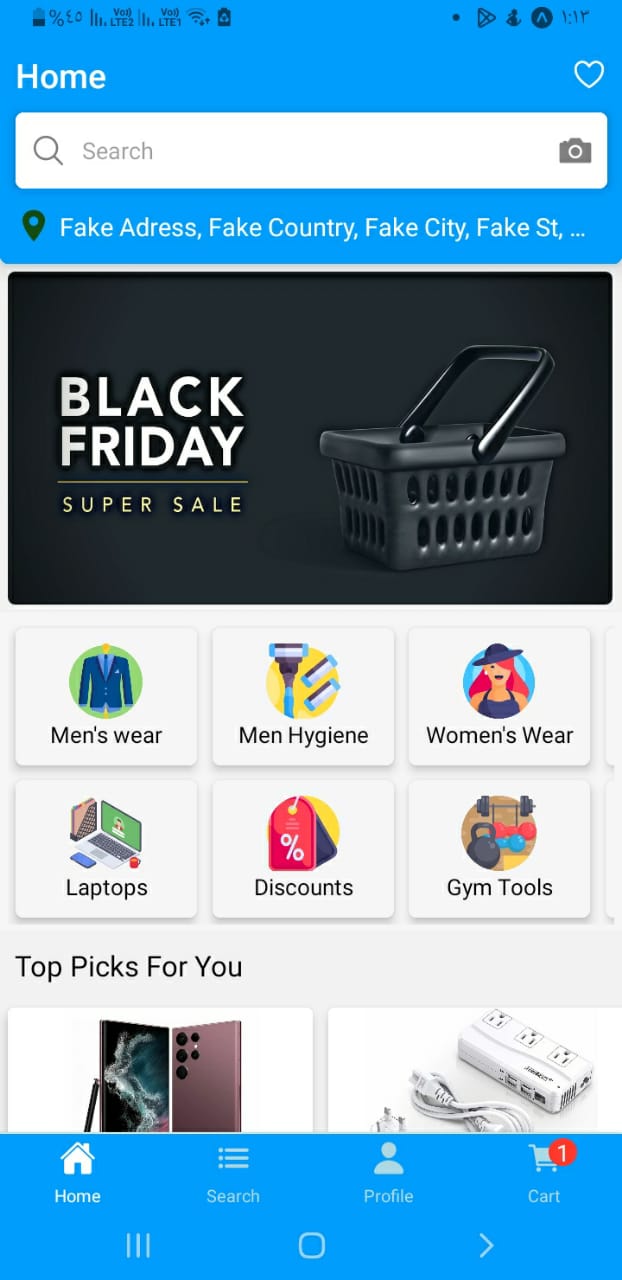 %٤٥ Vo) LTE2 Vo) LTE1 ١:١٣
Home
Search
Fake Adress, Fake Country, Fake City, Fake St, ...
BLACK
FRIDAY
SUPER SALE
Men's wear Men Hygiene Women's Wear
%
Laptops Discounts Gym Tools
Top Picks For You
1
Home Search Profile Cart